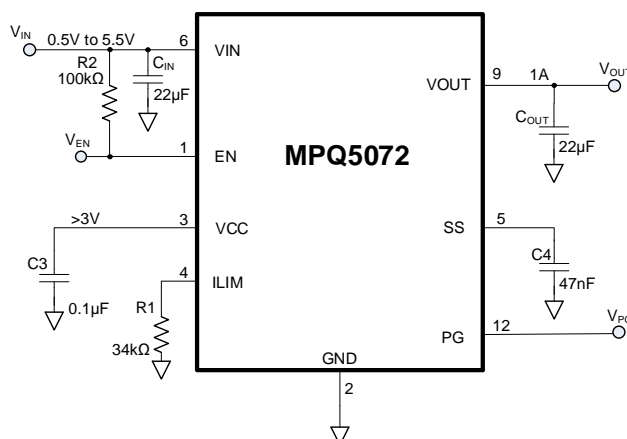 VIN 0.5V to 5.5V
R2
100kΩ
CIN
22µF
6
VIN
VEN
1
EN
MPQ5072
VOUT
9
1A
VOUT
COUT
22µF
>3V
3
VCC
C3
0.1µF
4
ILIM
R1
34kΩ
SS
5
C4
47nF
PG
12
GND
2